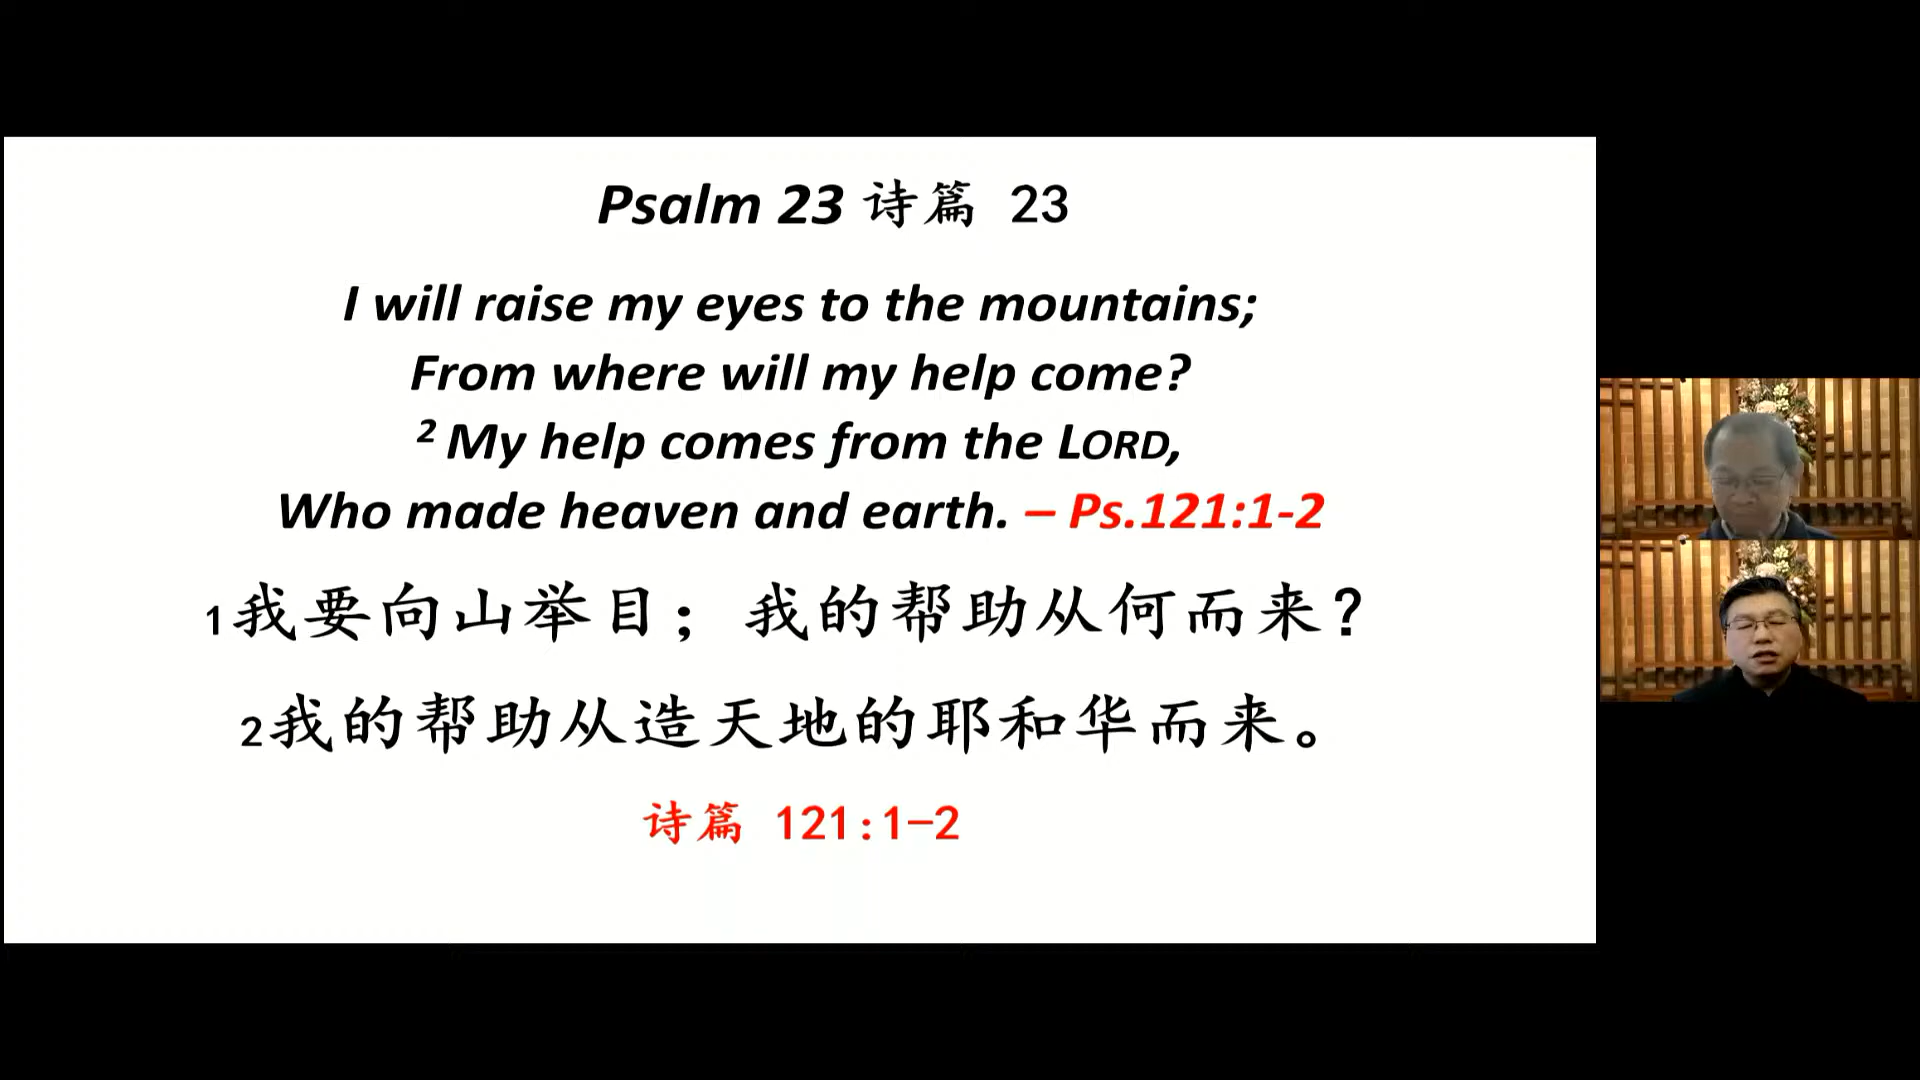 Psalm 23 诗篇 23
I will raise my eyes to the mountains;
From where will my help come?
² My help comes from the LORD,
Who made heaven and earth. – Ps.121:1-2
1我要向山举目；我的帮助从何而来？
2我的帮助从造天地的耶和华而来。
诗篇 121:1-2